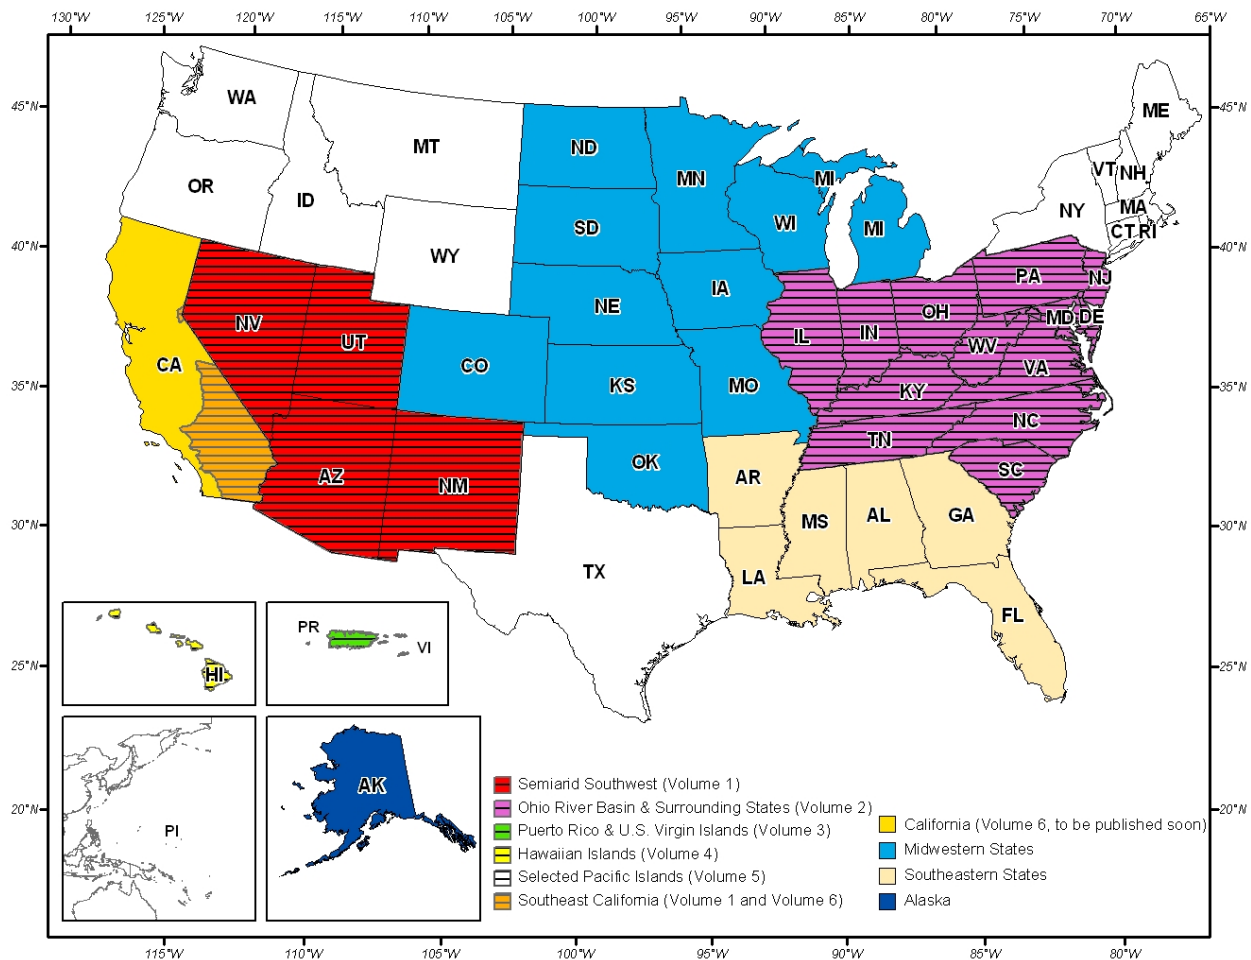 130°W 125°W 120°W 115°W 110°W 105°W 100°W 95°W 90°W 85°W 80°W 75°W 70°W 65°W
45°N
45°N
WA
MT
ND
MN
MI
ME
VT
NH
OR
ID
SD
WI
MI
NY
MA
CT
RI
40°N
40°N
WY
NE
IA
PA
NJ
NV
UT
CO
KS
MO
IL
IN
OH
WV
MD
DE
VA
CA
KY
35°N
35°N
AZ
NM
OK
AR
TN
NC
SC
30°N
30°N
TX
LA
MS
AL
GA
FL
HI
PR
VI
25°N
25°N
PI
AK
20°N
20°N
Semiarid Southwest (Volume 1)
Ohio River Basin & Surrounding States (Volume 2)
Puerto Rico & U.S. Virgin Islands (Volume 3)
Hawaiian Islands (Volume 4)
Selected Pacific Islands (Volume 5)
Southeast California (Volume 1 and Volume 6)
California (Volume 6, to be published soon)
Midwestern States
Southeastern States
Alaska
115°W 110°W 105°W 100°W 95°W 90°W 85°W 80°W